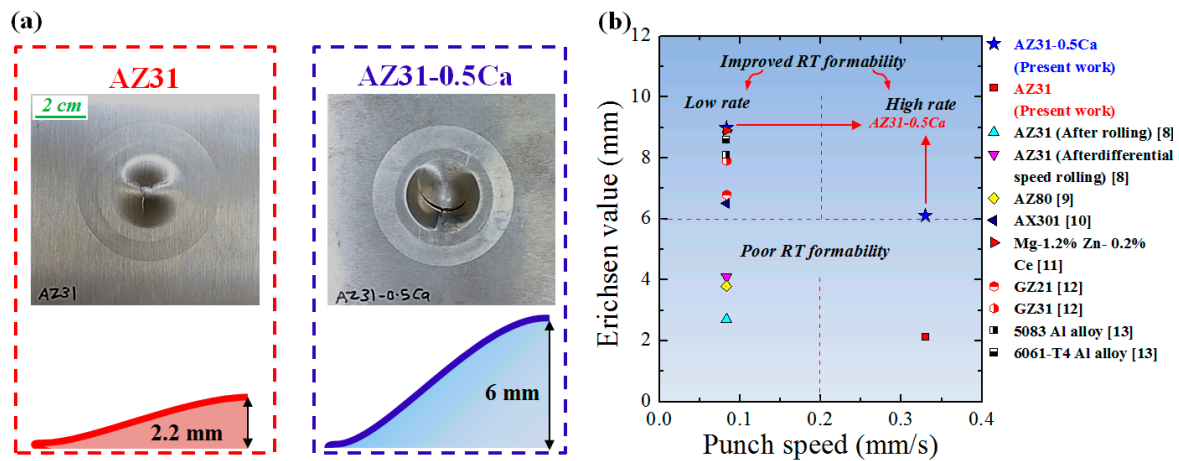 (a)
AZ31
2 cm
AZ31
2.2 mm
AZ31-0.5Ca
AZ31-0.5Ca
6 mm
(b)
Erichsen value (mm)
12
10
8
6
4
2
0
0.0
0.1
0.2
0.3
0.4
Punch speed (mm/s)
Improved RT formability
Low rate
High rate
AZ31-0.5Ca
Poor RT formability
AZ31-0.5Ca
(Present work)
AZ31
(Present work)
AZ31 (After rolling) [8]
AZ31 (Afterdifferential
speed rolling) [8]
AZ80 [9]
AX301 [10]
Mg-1.2% Zn- 0.2%
Ce [11]
GZ21 [12]
GZ31 [12]
5083 Al alloy [13]
6061-T4 Al alloy [13]